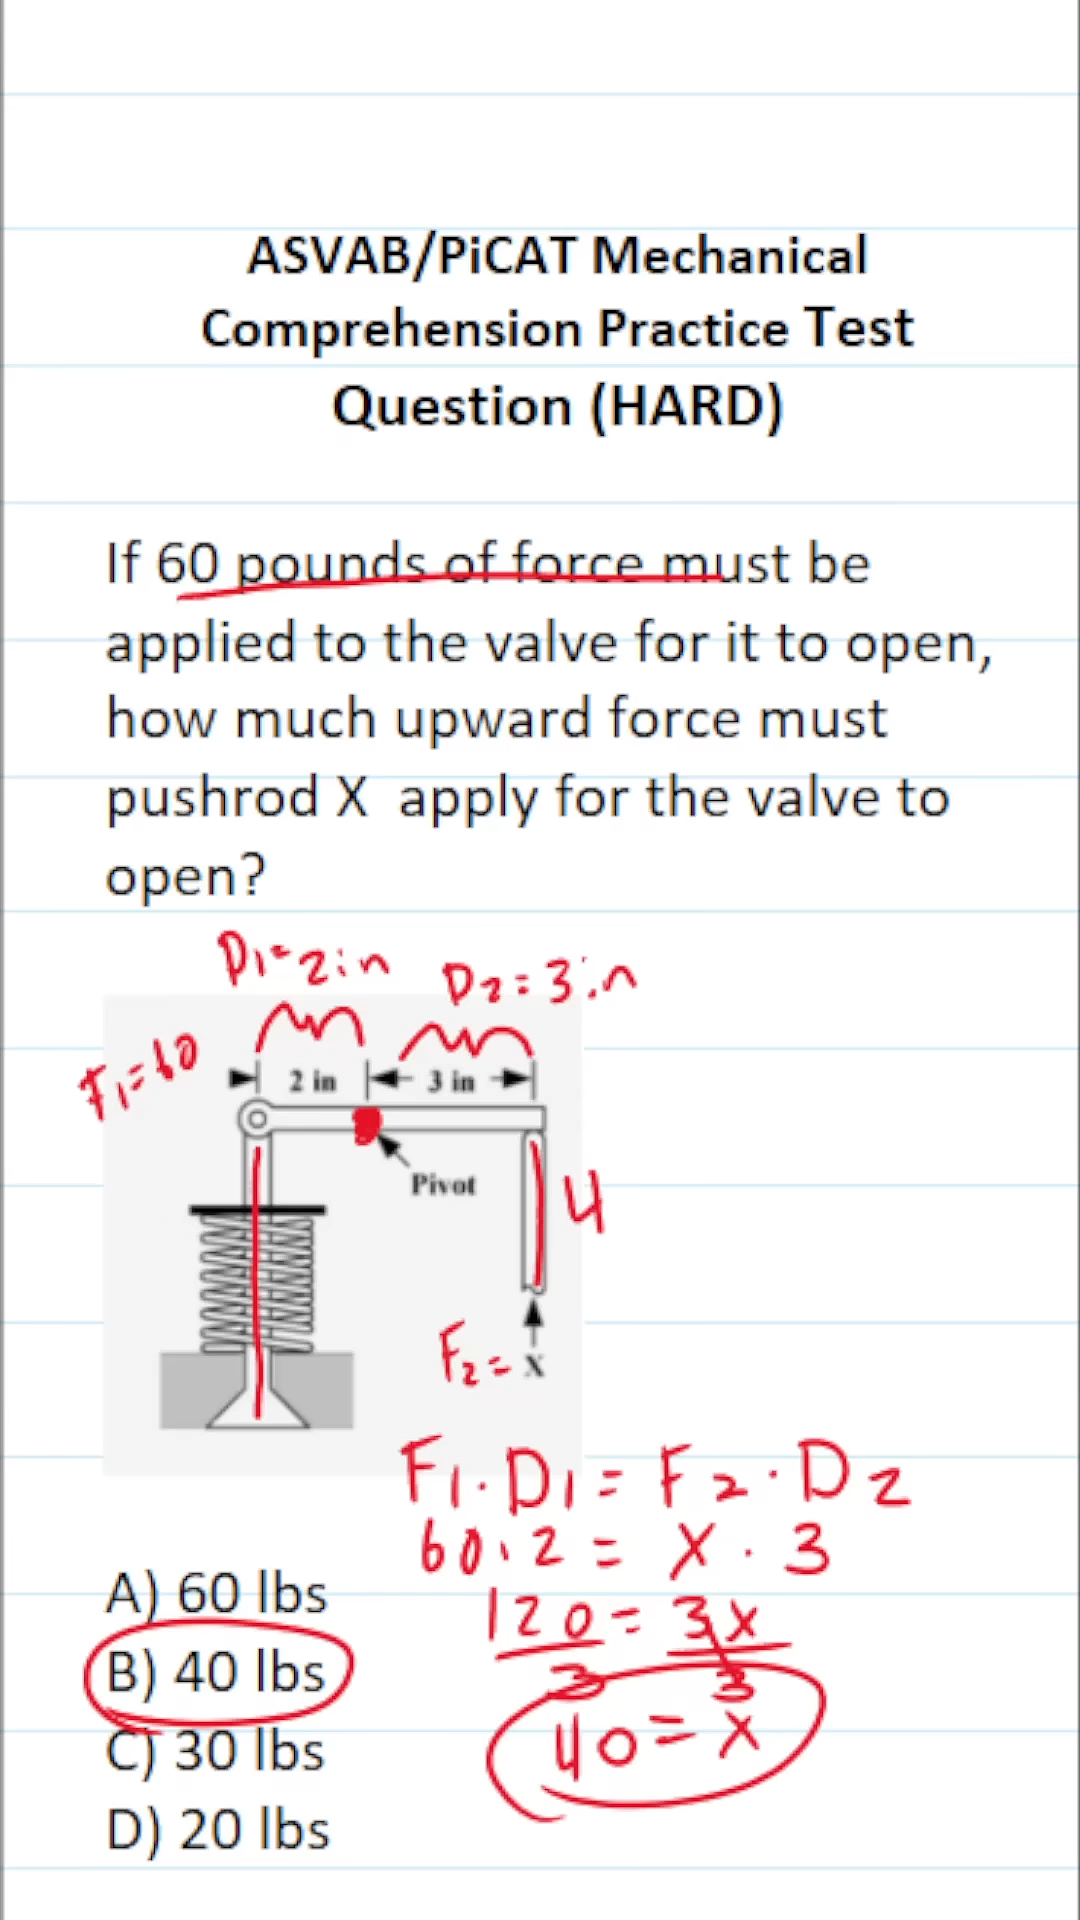 ASVAB/PiCAT Mechanical
Comprehension Practice Test
Question (HARD)
If 60 pounds of force must be
applied to the valve for it to open,
how much upward force must
pushrod X apply for the valve to
open?
D1=2in D2=3in
F1=60
2 in 3 in
Pivot
4
F2= X
F1·D1=F2·D2
60·2=X·3
120=3X
3 3
40=X
A) 60 lbs
B) 40 lbs
C) 30 lbs
D) 20 lbs